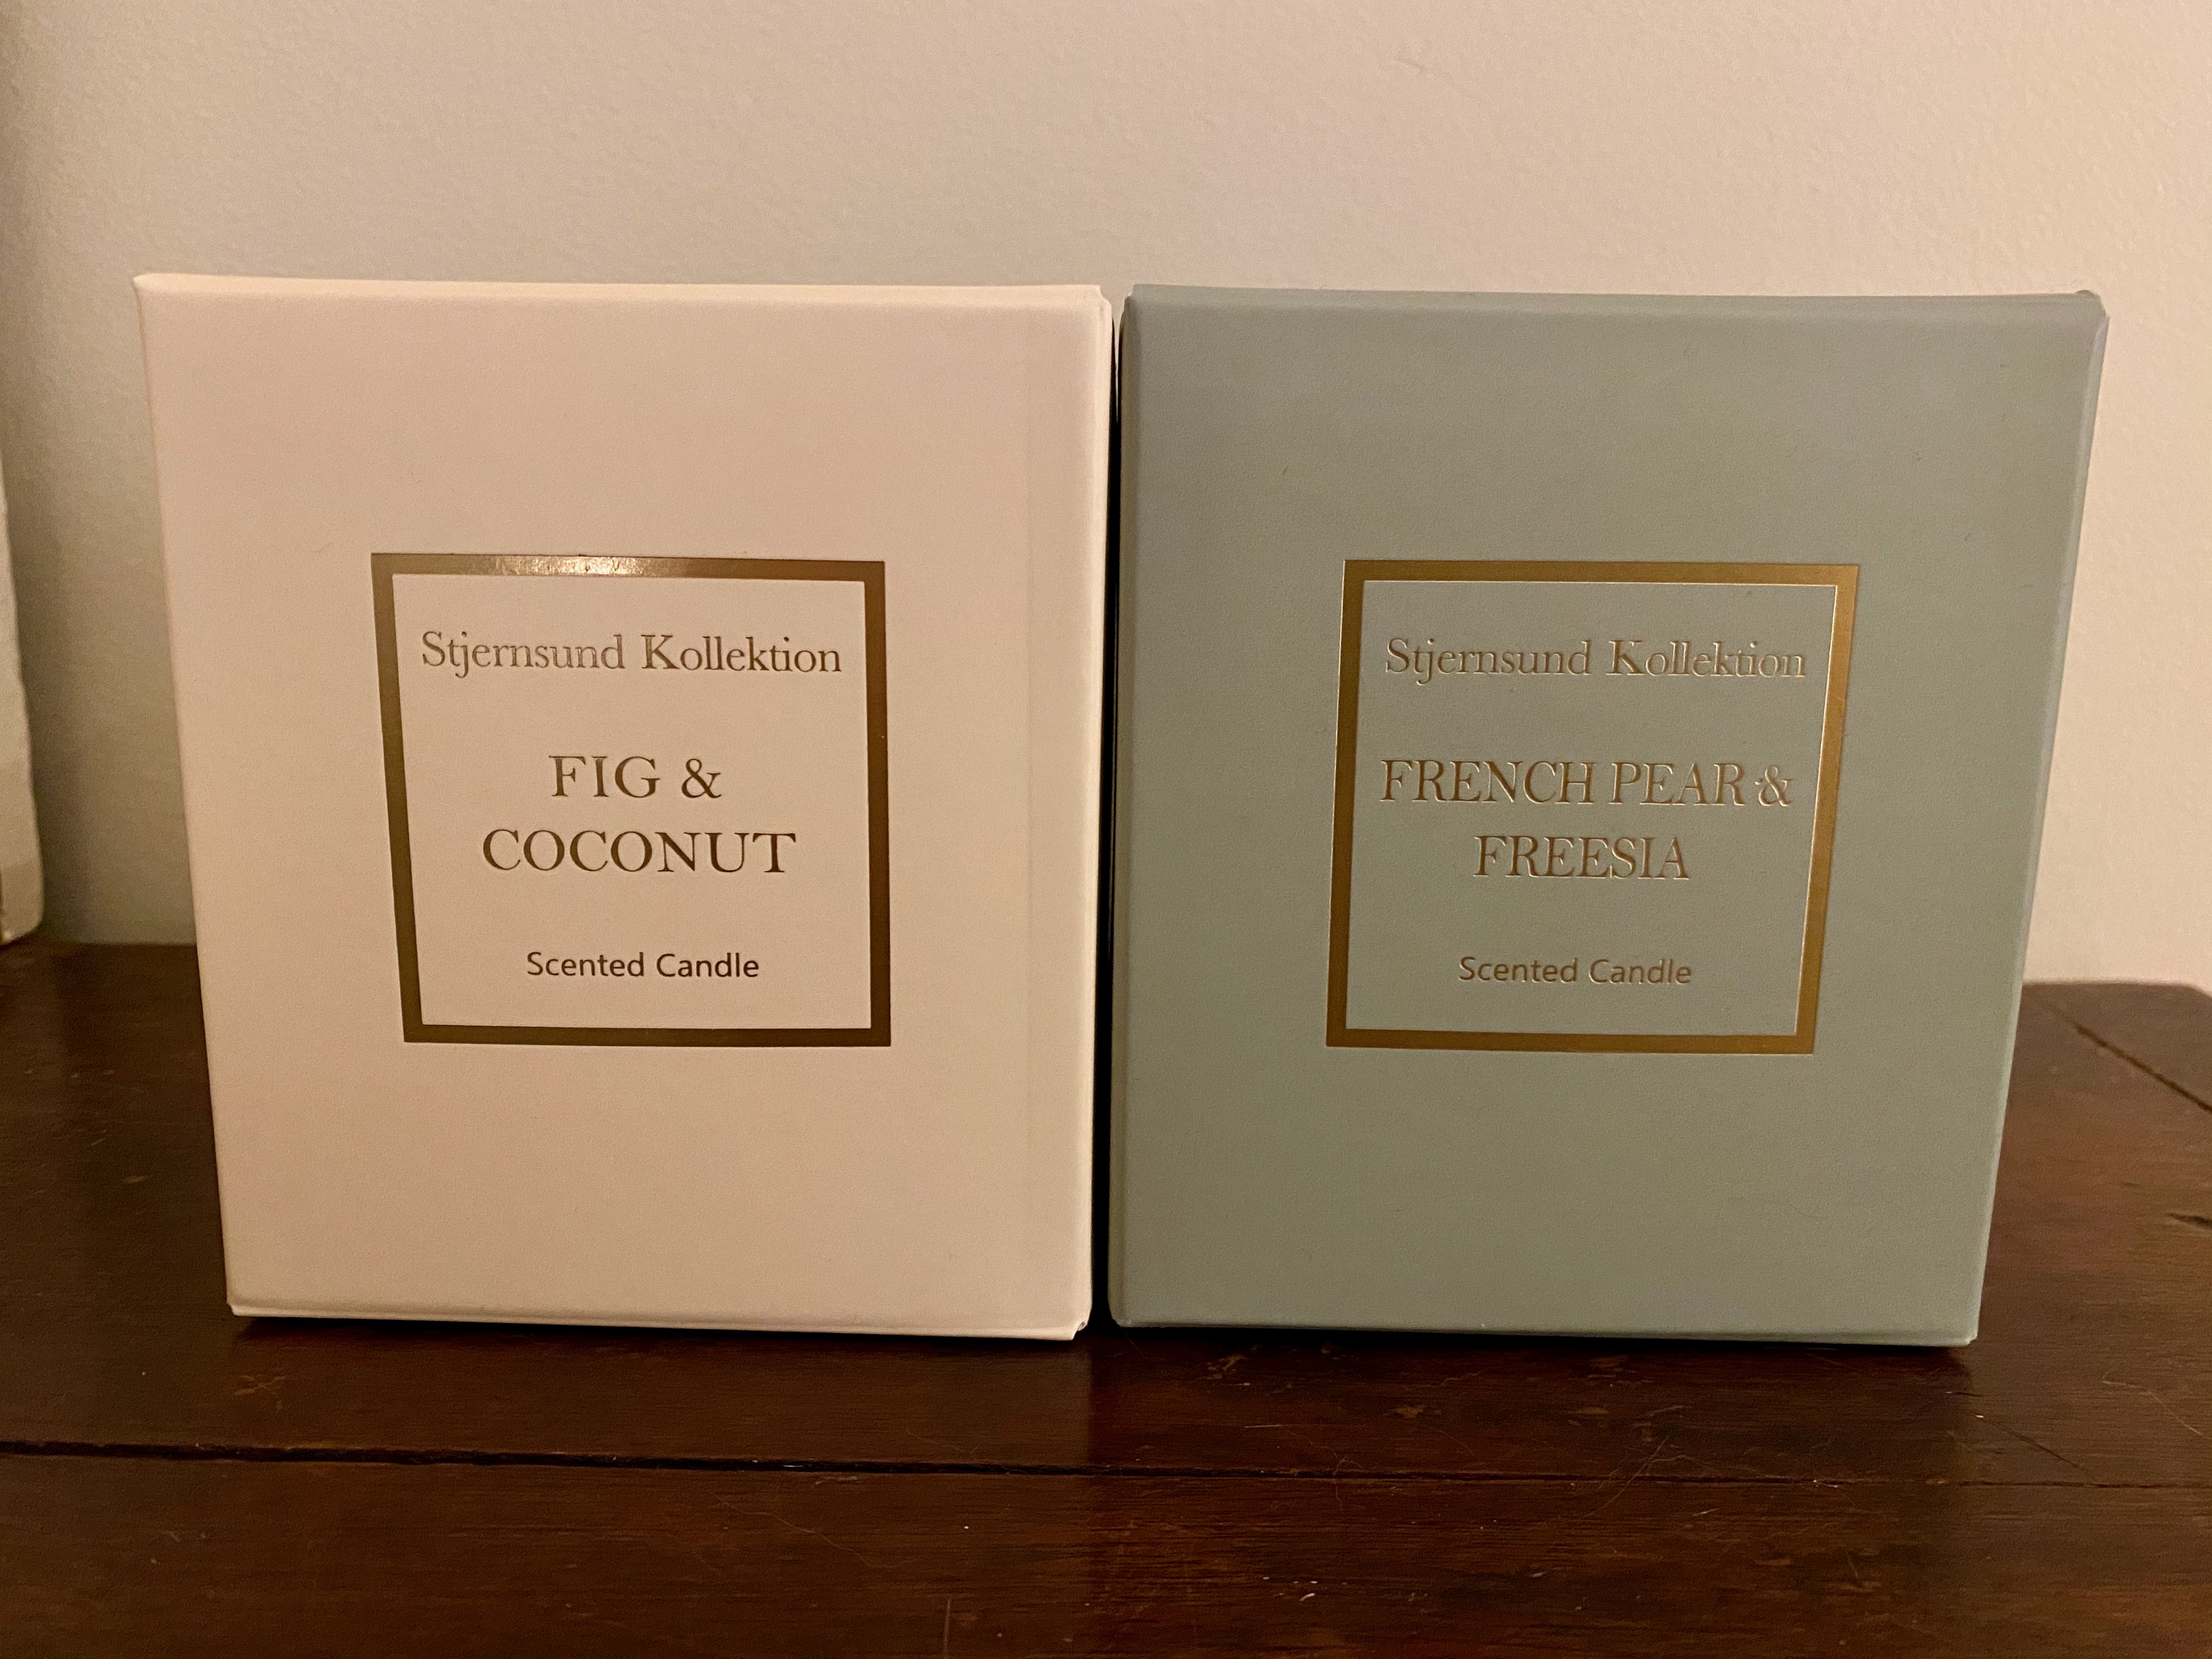 Stjernsund Kollektion
FIG &
COCONUT
Scented Candle
Stjernsund Kollektion
FRENCH PEAR &
FREESIA
Scented Candle